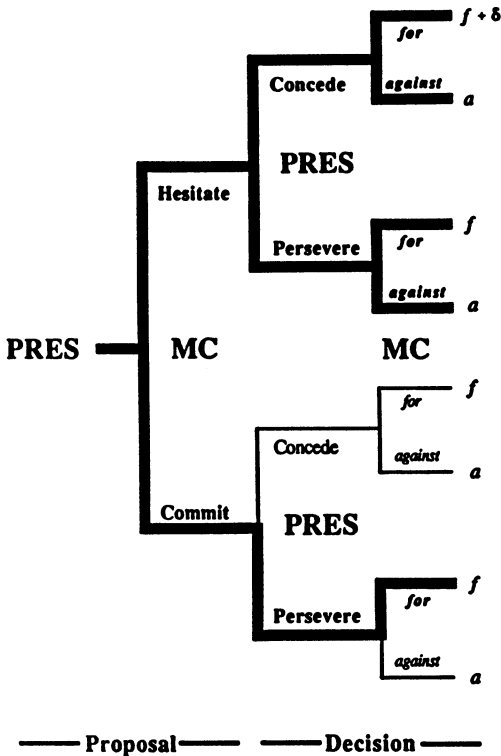 f + δ
for
Concede
against
a
PRES
Hesitate
f
Persevere
for
against
a
PRES
MC
MC
f
for
Concede
against
a
Commit
PRES
f
Persevere
for
against
a
Proposal
Decision